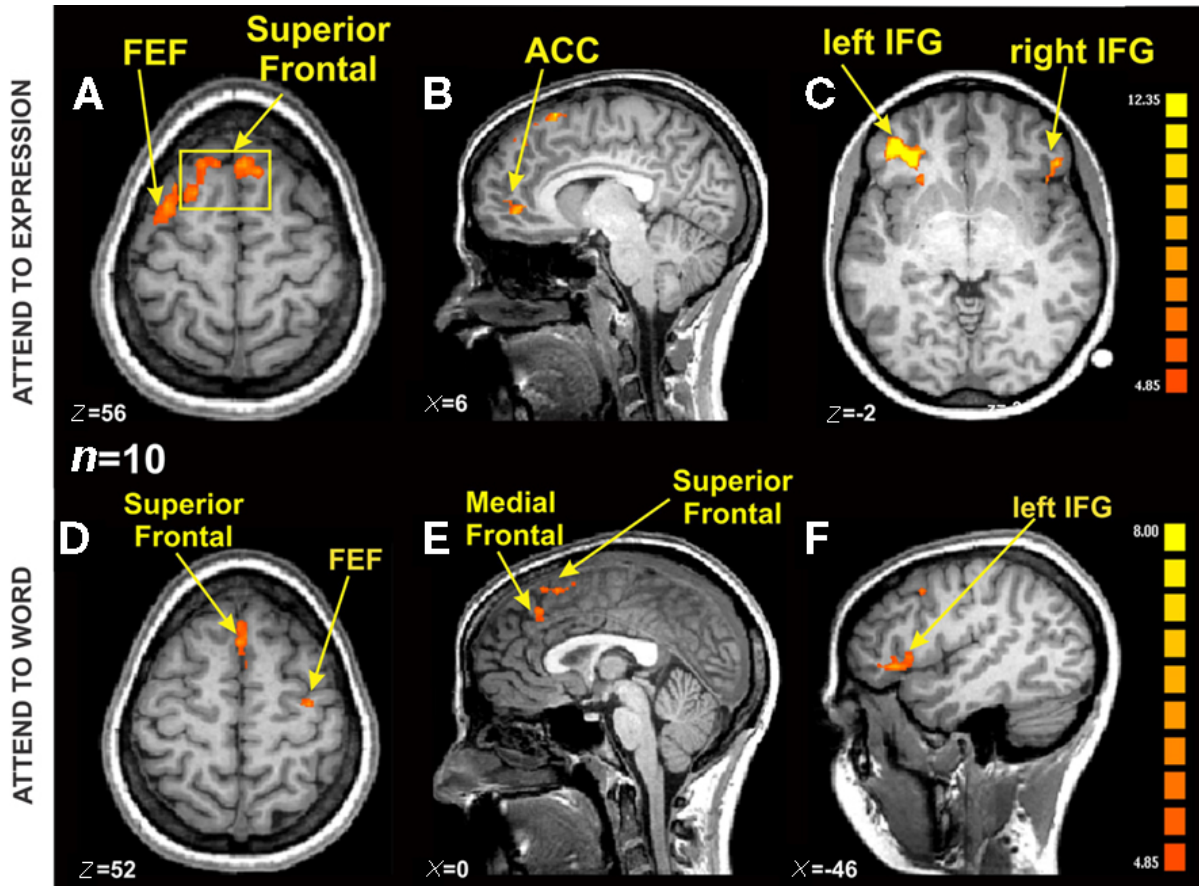 ATTEND TO EXPRESSION
FEF
Superior
Frontal
A
Z=56
ACC
B
X=6
left IFG
right IFG
C
Z=-2
12.35
4.85
n=10
ATTEND TO WORD
Superior
Frontal
D
FEF
Z=52
Medial
Frontal
Superior
Frontal
E
X=0
left IFG
F
X=-46
8.00
4.85